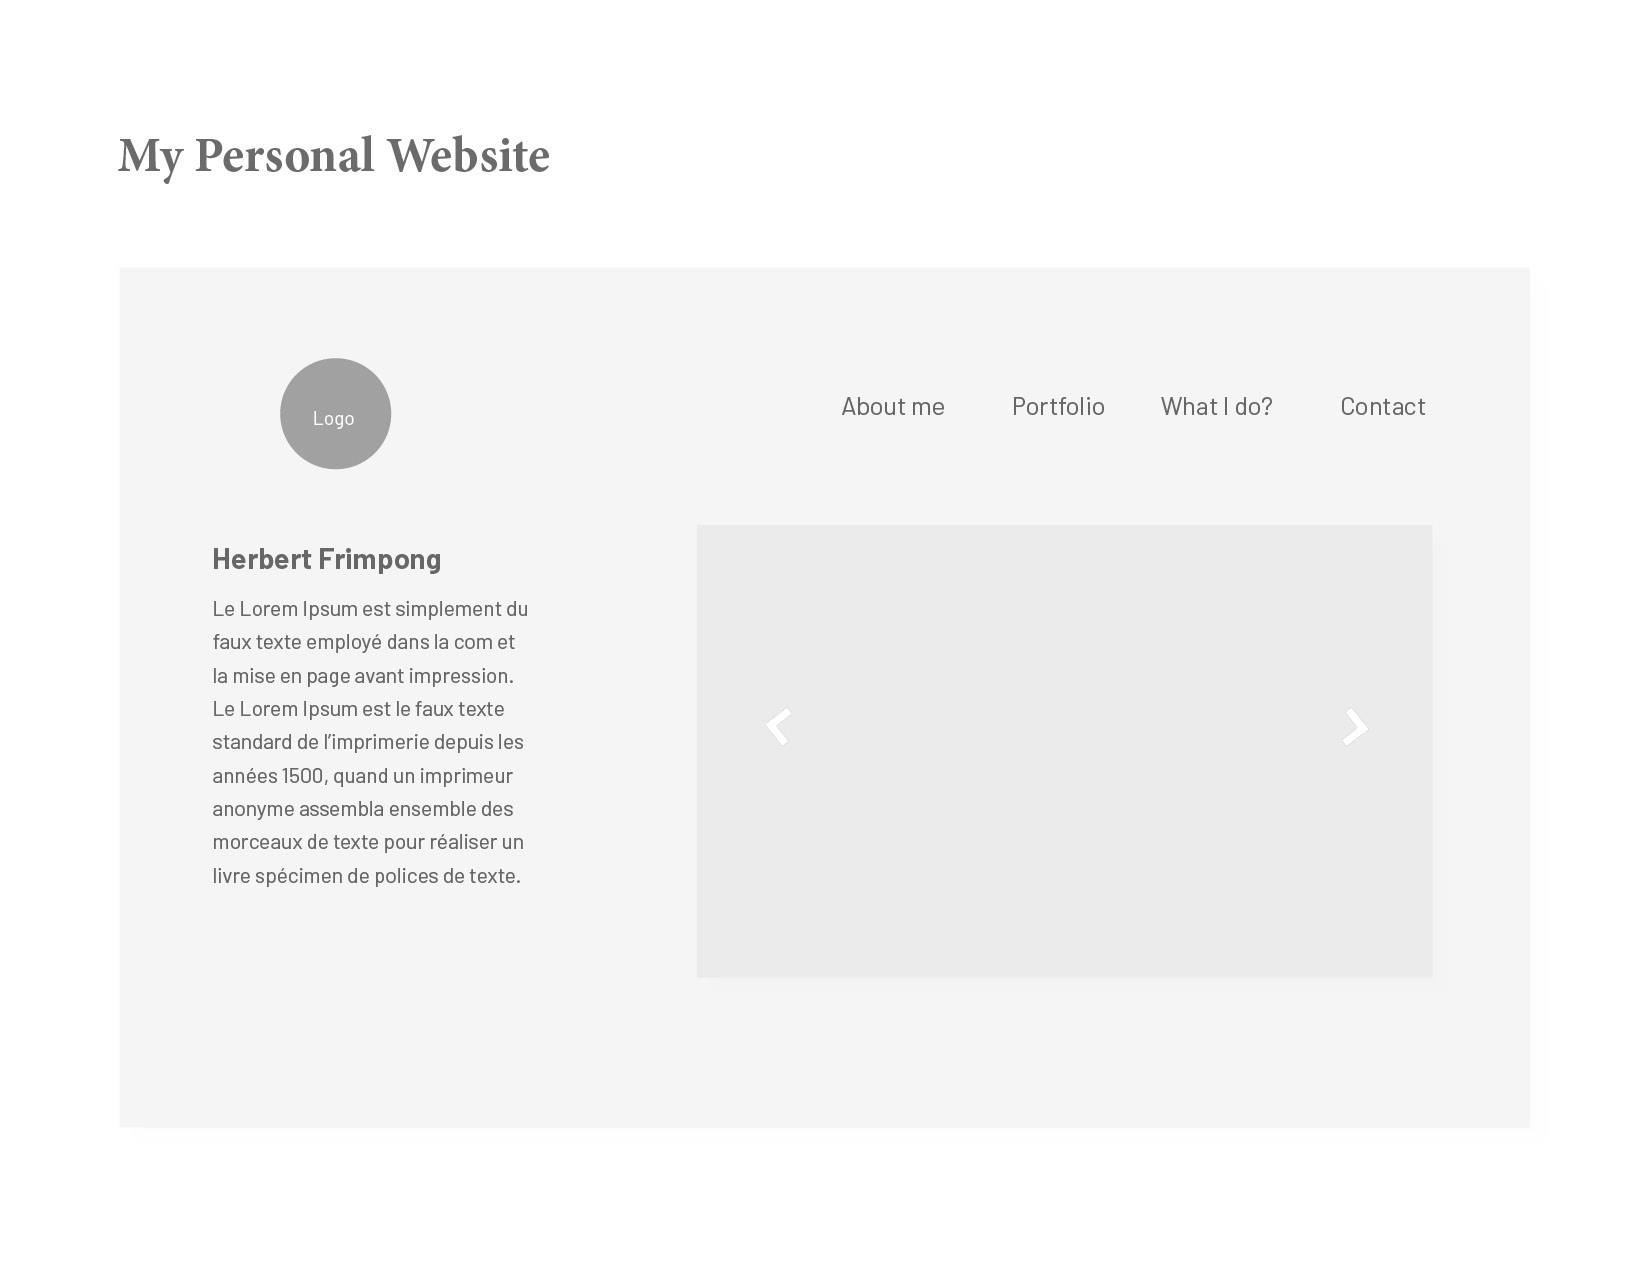 My Personal Website
Logo
About me
Portfolio
What I do?
Contact
Herbert Frimpong
Le Lorem Ipsum est simplement du
faux texte employé dans la com et
la mise en page avant impression.
Le Lorem Ipsum est le faux texte
standard de l’imprimerie depuis les
années 1500, quand un imprimeur
anonyme assembla ensemble des
morceaux de texte pour réaliser un
livre spécimen de polices de texte.